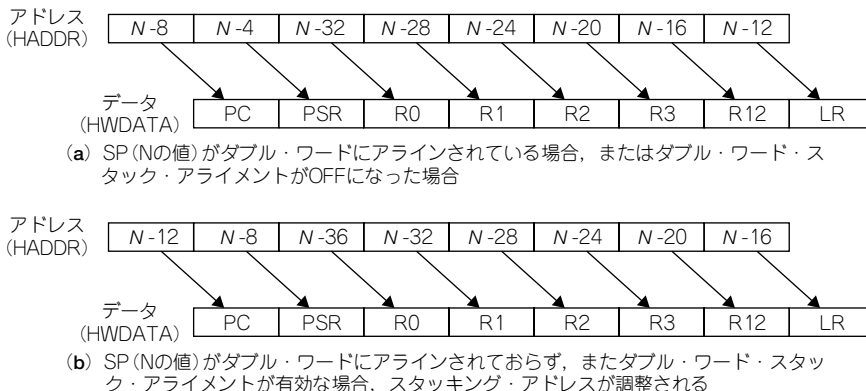 アドレス
(HADDR)
N-8 N-4 N-32 N-28 N-24 N-20 N-16 N-12
データ
(HWDATA)
PC PSR R0 R1 R2 R3 R12 LR
(a) SP(Nの値)がダブル・ワードにアラインされている場合，またはダブル・ワード・ス
タック・アライメントがOFFになった場合
アドレス
(HADDR)
N-12 N-8 N-36 N-32 N-28 N-24 N-20 N-16
データ
(HWDATA)
PC PSR R0 R1 R2 R3 R12 LR
(b) SP(Nの値)がダブル・ワードにアラインされておらず，またダブル・ワード・スタッ
ク・アライメントが有効な場合，スタッキング・アドレスが調整される